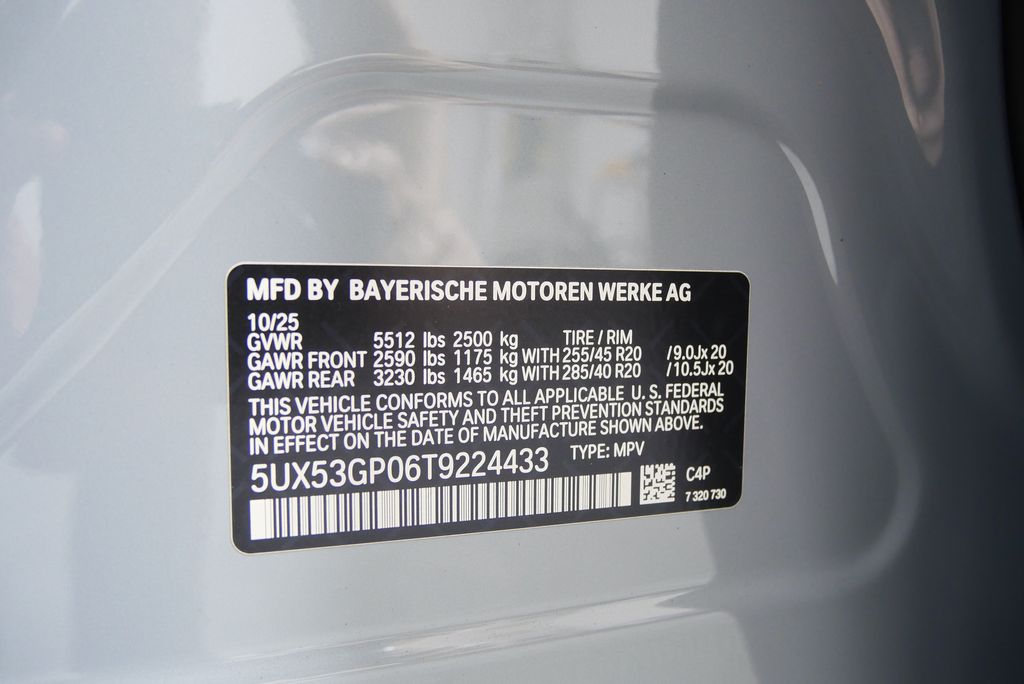 MFD BY BAYERISCHE MOTOREN WERKE AG
10/25
GVWR 5512 lbs 2500 kg TIRE / RIM
GAWR FRONT 2590 lbs 1175 kg WITH 255/45 R20 /9.0Jx 20
GAWR REAR 3230 lbs 1465 kg WITH 285/40 R20 /10.5Jx 20
THIS VEHICLE CONFORMS TO ALL APPLICABLE U. S. FEDERAL
MOTOR VEHICLE SAFETY AND THEFT PREVENTION STANDARDS
IN EFFECT ON THE DATE OF MANUFACTURE SHOWN ABOVE.
5UX53GP06T9224433 TYPE: MPV
C4P
7 320 730